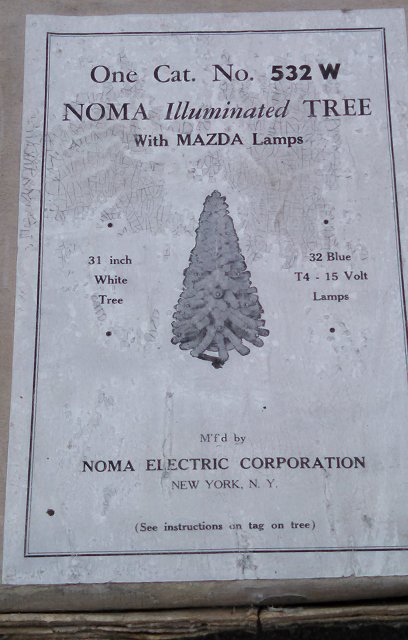 One Cat. No. 532 W
NOMA Illuminated TREE
With MAZDA Lamps
31 inch
White
Tree
32 Blue
T4 - 15 Volt
Lamps
M'f'd by
NOMA ELECTRIC CORPORATION
NEW YORK, N. Y.
(See instructions on tag on tree)